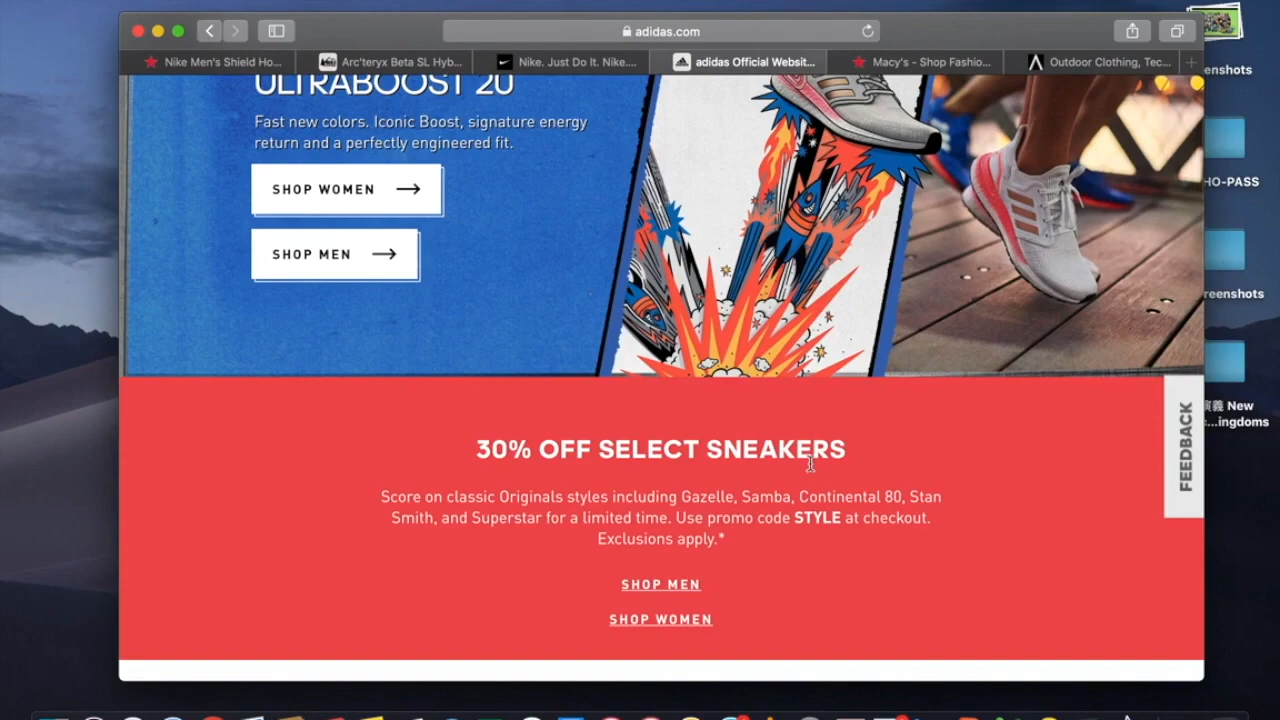 adidas.com
Nike Men's Shield Ho...
Arc'teryx Beta SL Hyb...
Nike. Just Do It. Nike....
adidas Official Websit...
Macy's - Shop Fashio...
Outdoor Clothing, Tec...
enshots
ULTRABOOST 20
Fast new colors. Iconic Boost, signature energy
return and a perfectly engineered fit.
SHOP WOMEN
SHOP MEN
HO-PASS
reenshots
FEEDBACK
義 New
...ingdoms
30% OFF SELECT SNEAKERS
Score on classic Originals styles including Gazelle, Samba, Continental 80, Stan
Smith, and Superstar for a limited time. Use promo code STYLE at checkout.
Exclusions apply.*
SHOP MEN
SHOP WOMEN